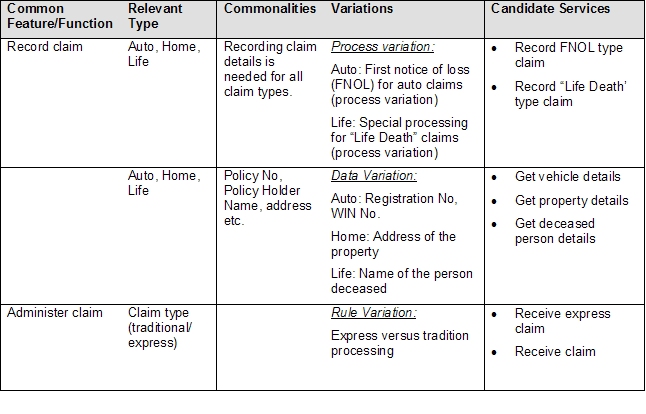 Common
Feature/Function
Relevant
Type
Commonalities
Variations
Candidate Services
Record claim
Auto, Home,
Life
Recording claim
details is
needed for all
claim types.
Process variation:
Auto: First notice of loss
(FNOL) for auto claims
(process variation)
Life: Special processing
for “Life Death” claims
(process variation)
• Record FNOL type
claim
• Record “Life Death’
type claim
Auto, Home,
Life
Policy No,
Policy Holder
Name, address
etc.
Data Variation:
Auto: Registration No,
WIN No.
Home: Address of the
property
Life: Name of the person
deceased
• Get vehicle details
• Get property details
• Get deceased
person details
Administer claim
Claim type
(traditional/
express)
Rule Variation:
Express versus tradition
processing
• Receive express
claim
• Receive claim